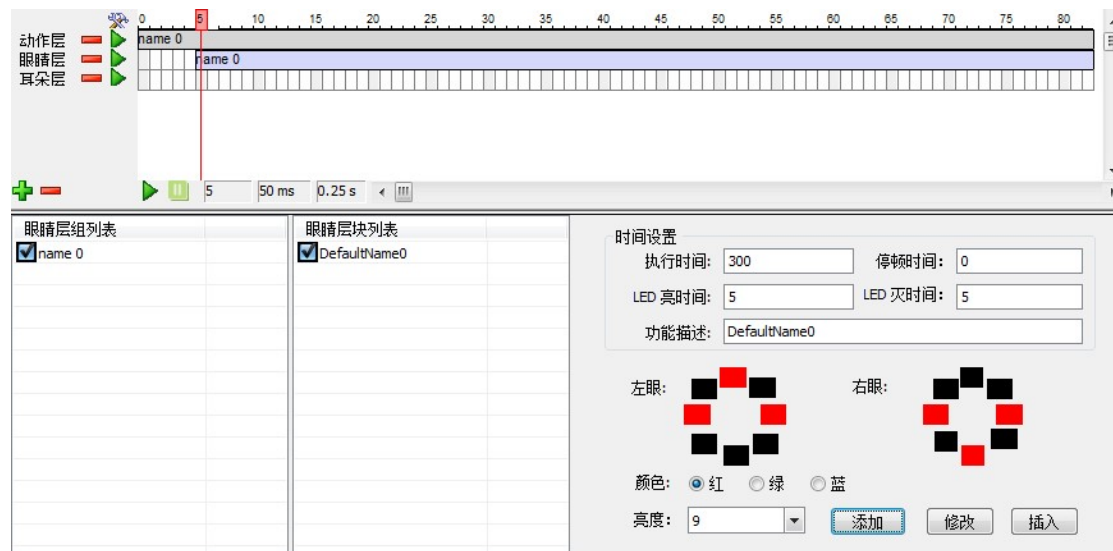 0 5 10 15 20 25 30 35 40 45 50 55 60 65 70 75 80
动作层 name 0
眼睛层 name 0
耳朵层
5 50 ms 0.25 s
眼睛层组列表 眼睛层块列表
name 0 DefaultName0
时间设置
执行时间: 300 停顿时间: 0
LED 亮时间: 5 LED 灭时间: 5
功能描述: DefaultName0
左眼: 右眼:
颜色: 红 绿 蓝
亮度: 9 添加 修改 插入